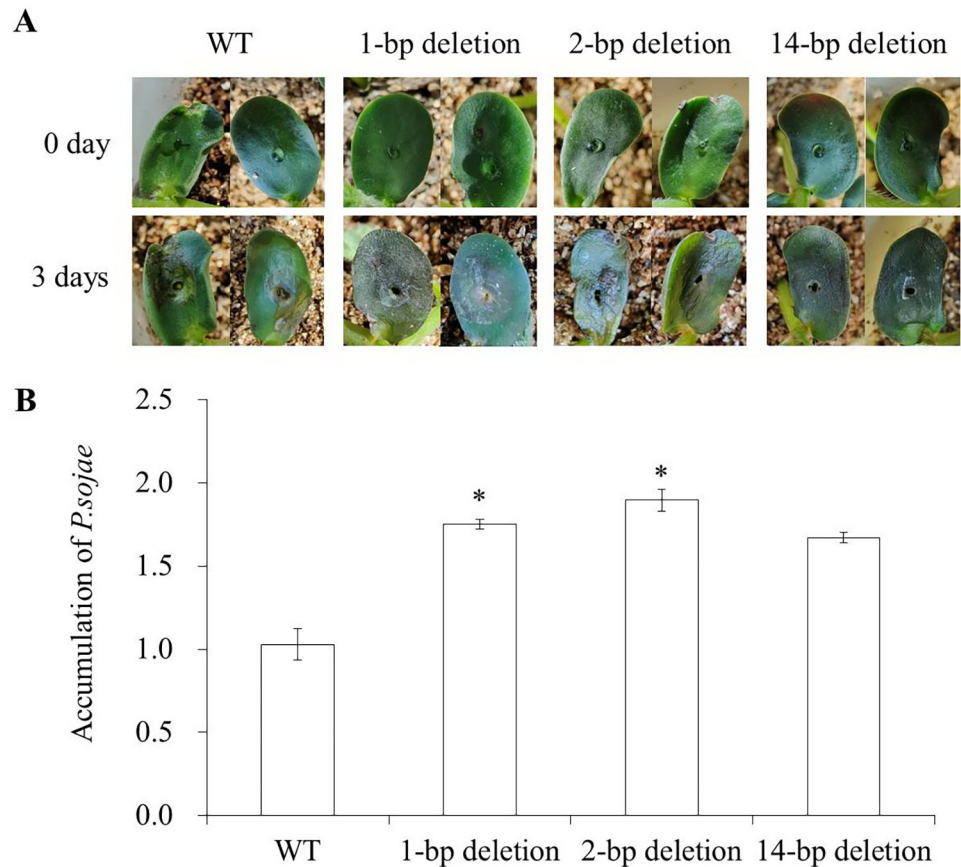 A
WT 1-bp deletion 2-bp deletion 14-bp deletion
0 day
3 days
B
Accumulation of P.sojae
2.5
2.0
1.5
1.0
0.5
0.0
* *
WT 1-bp deletion 2-bp deletion 14-bp deletion